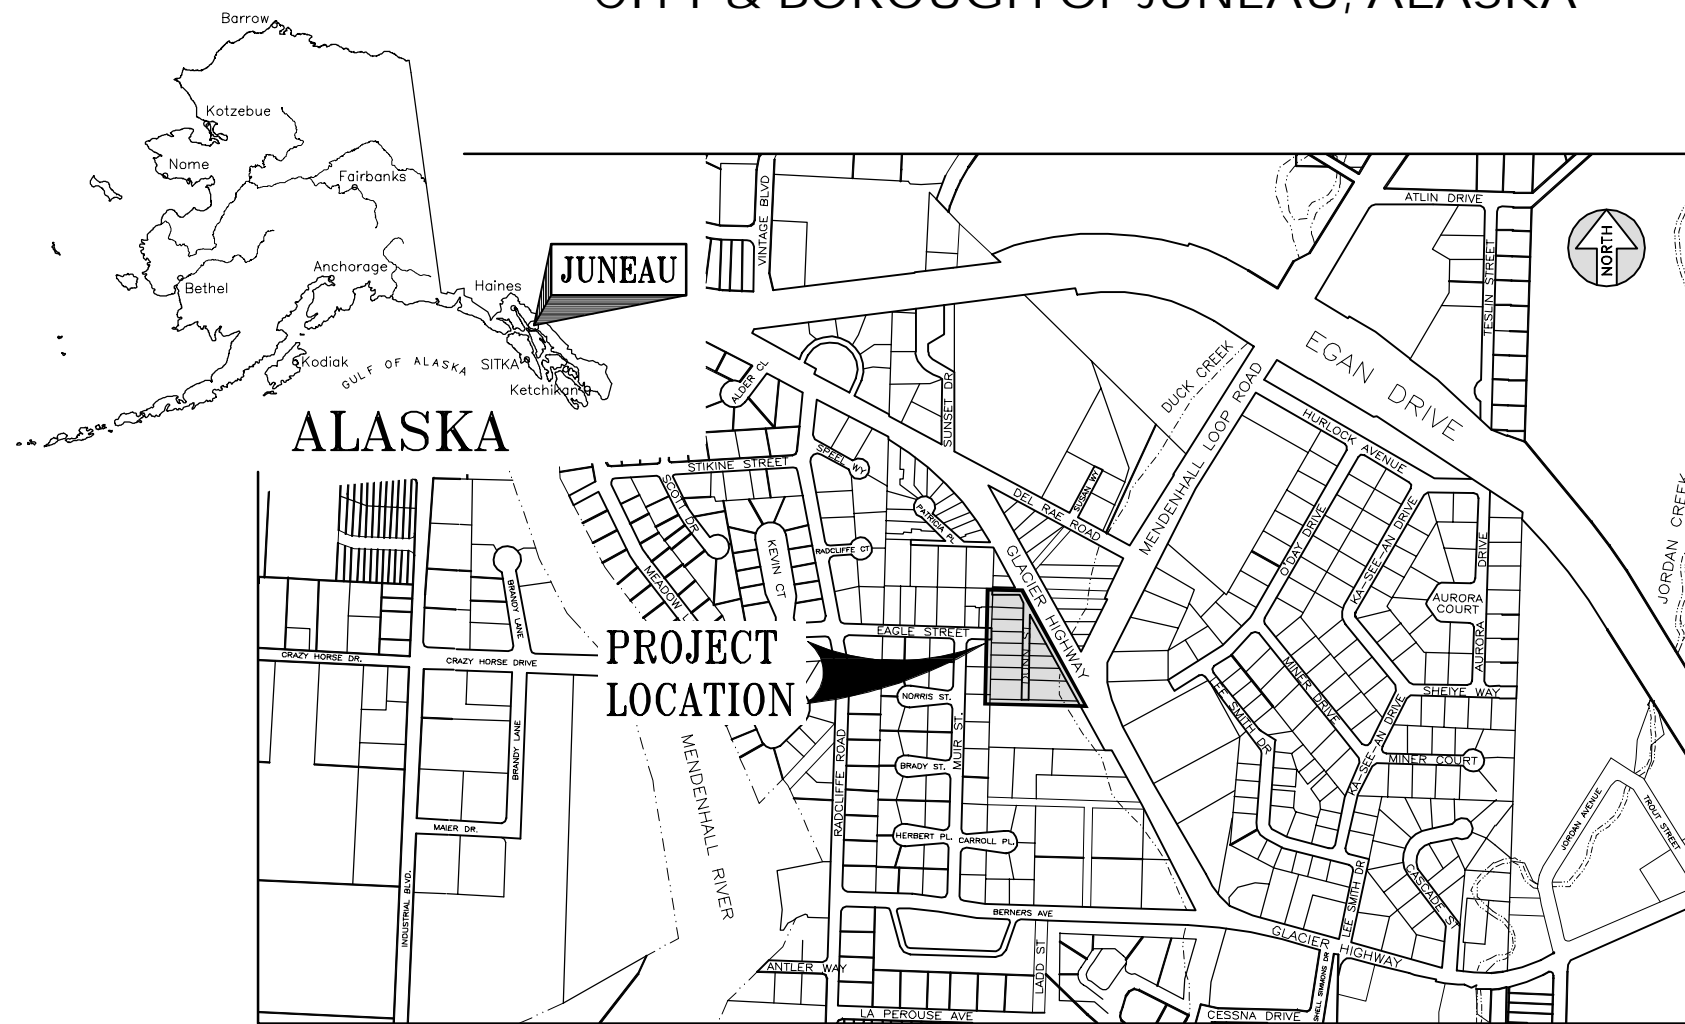 CITY & BOROUGH OF JUNEAU, ALASKA
Barrow
Kotzebue
Nome
Fairbanks
Anchorage
Bethel
Haines
JUNEAU
Kodiak
GULF OF ALASKA
SITKA
Ketchikan
ALASKA
VINTAGE BLVD
ATLIN DRIVE
TESLIN STREET
NORTH
EGAN DRIVE
DUCK CREEK
MENDENHALL LOOP ROAD
HURLOCK AVENUE
ALDER CL
SUNSET DR
STIKINE STREET
SPEEL WY
SCOTT DR
PATRICIA PL
DEL RAE ROAD
SUSAN WY
KEVIN CT
RADCLIFFE CT
MEADOW
GLACIER HIGHWAY
O'DAY DRIVE
KA-SEE-AN DRIVE
AURORA
COURT
AURORA DRIVE
JORDAN CREEK
BRANDY LANE
EAGLE STREET
DUNN S
PROJECT
LOCATION
CRAZY HORSE DR.
CRAZY HORSE DRIVE
NORRIS ST.
MUIR ST.
BRADY ST.
HERBERT PL.
CARROLL PL.
RADCLIFFE ROAD
MENDENHALL RIVER
BRANDY LANE
MAIER DR.
INDUSTRIAL BLVD.
LEE SMITH DR
MINER DRIVE
SHEIYE WAY
KA-SEE-AN DRIVE
MINER COURT
JORDAN AVENUE
TROUT STREET
CASCADE ST
LEE SMITH DR
BERNERS AVE
GLACIER HIGHWAY
ANTLER WAY
LADD ST
SHELL SIMMONS DR
LA PEROUSE AVE
CESSNA DRIVE